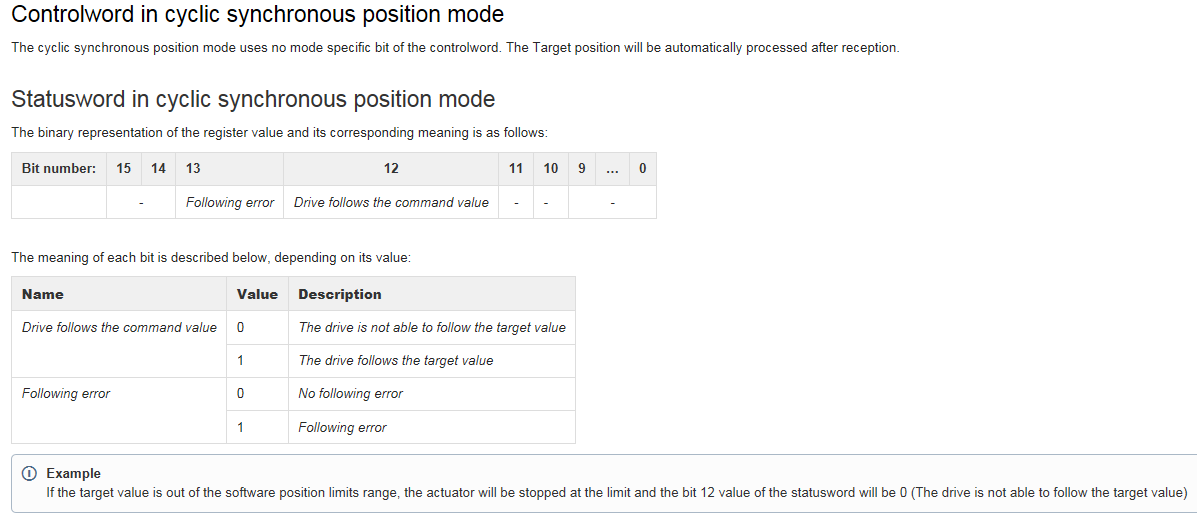 Controlword in cyclic synchronous position mode
The cyclic synchronous position mode uses no mode specific bit of the controlword. The Target position will be automatically processed after reception.
Statusword in cyclic synchronous position mode
The binary representation of the register value and its corresponding meaning is as follows:
Bit number: 15 14 13 12 11 10 9 ... 0
- Following error Drive follows the command value - - -
The meaning of each bit is described below, depending on its value:
Name Value Description
Drive follows the command value 0 The drive is not able to follow the target value
1 The drive follows the target value
Following error 0 No following error
1 Following error
Example
If the target value is out of the software position limits range, the actuator will be stopped at the limit and the bit 12 value of the statusword will be 0 (The drive is not able to follow the target value)